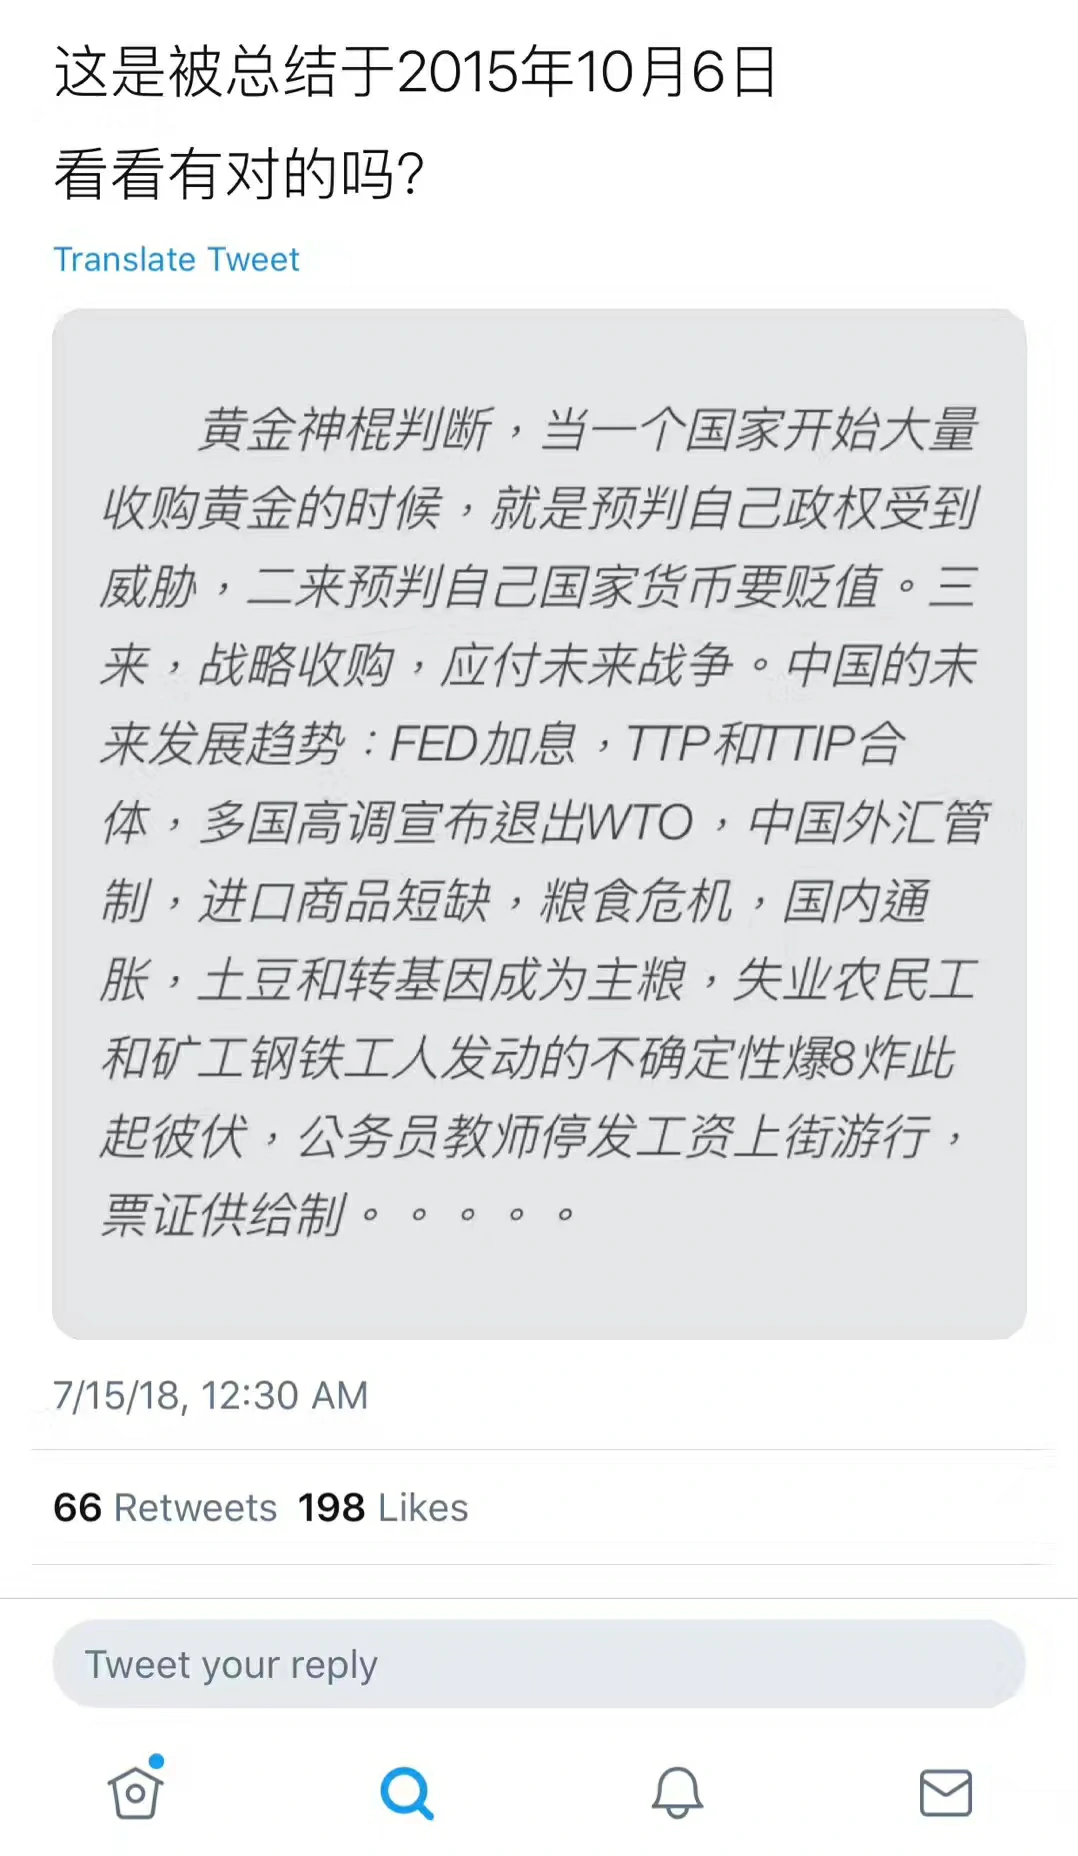 这是被总结于2015年10月6日
看看有对的吗?
Translate Tweet
黄金神棍判断，当一个国家开始大量
收购黄金的时候，就是预判自己政权受到
威胁，二来预判自己国家货币要贬值。三
来，战略收购，应付未来战争。中国的未
来发展趋势：FED加息，TTP和TTIP合
体，多国高调宣布退出WTO，中国外汇管
制，进口商品短缺，粮食危机，国内通
胀，土豆和转基因成为主粮，失业农民工
和矿工钢铁工人发动的不确定性爆8炸此
起彼伏，公务员教师停发工资上街游行，
票证供给制。。。。。
7/15/18, 12:30 AM
66 Retweets 198 Likes
Tweet your reply